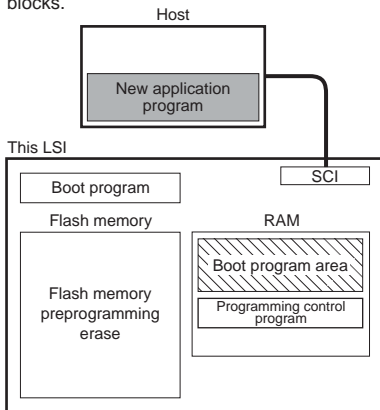 blocks.
Host
New application
program
This LSI
SCI
Boot program
Flash memory
RAM
Boot program area
Flash memory
preprogramming
erase
Programming control
program